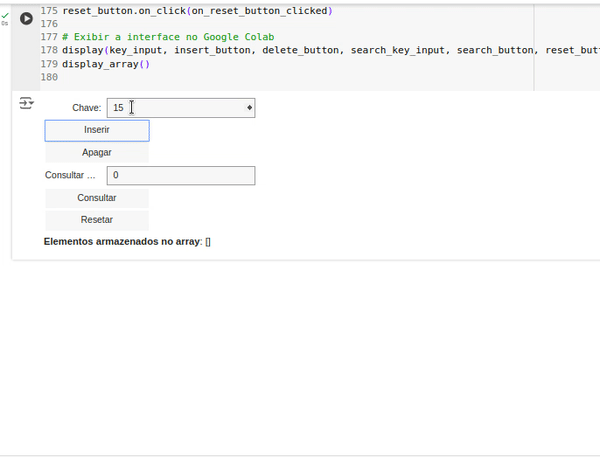 175 reset_button.on_click(on_reset_button_clicked)
176
177 # Exibir a interface no Google Colab
178 display(key_input, insert_button, delete_button, search_key_input, search_button, reset_but
179 display_array()
180
0s
Chave: 15
Inserir
Apagar
Consultar ... 0
Consultar
Resetar
Elementos armazenados no array: []